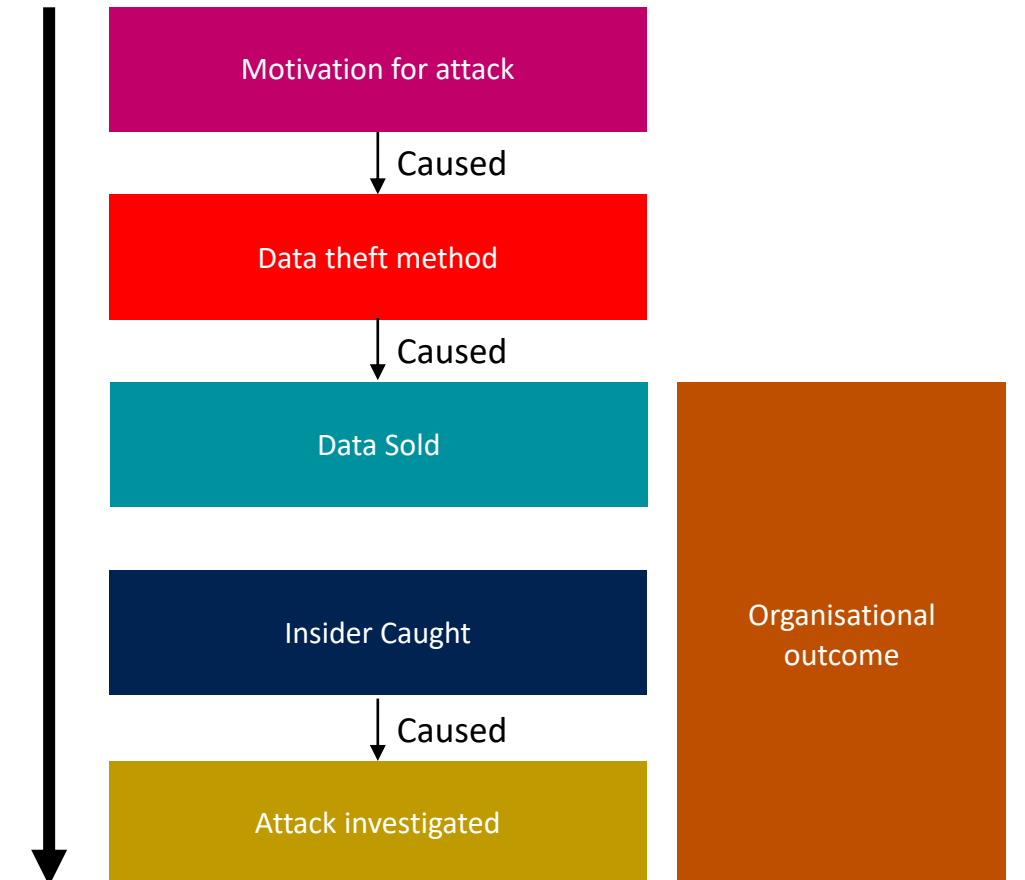 Motivation for attack
Caused
Data theft method
Caused
Data Sold
Insider Caught
Organisational
outcome
Caused
Attack investigated